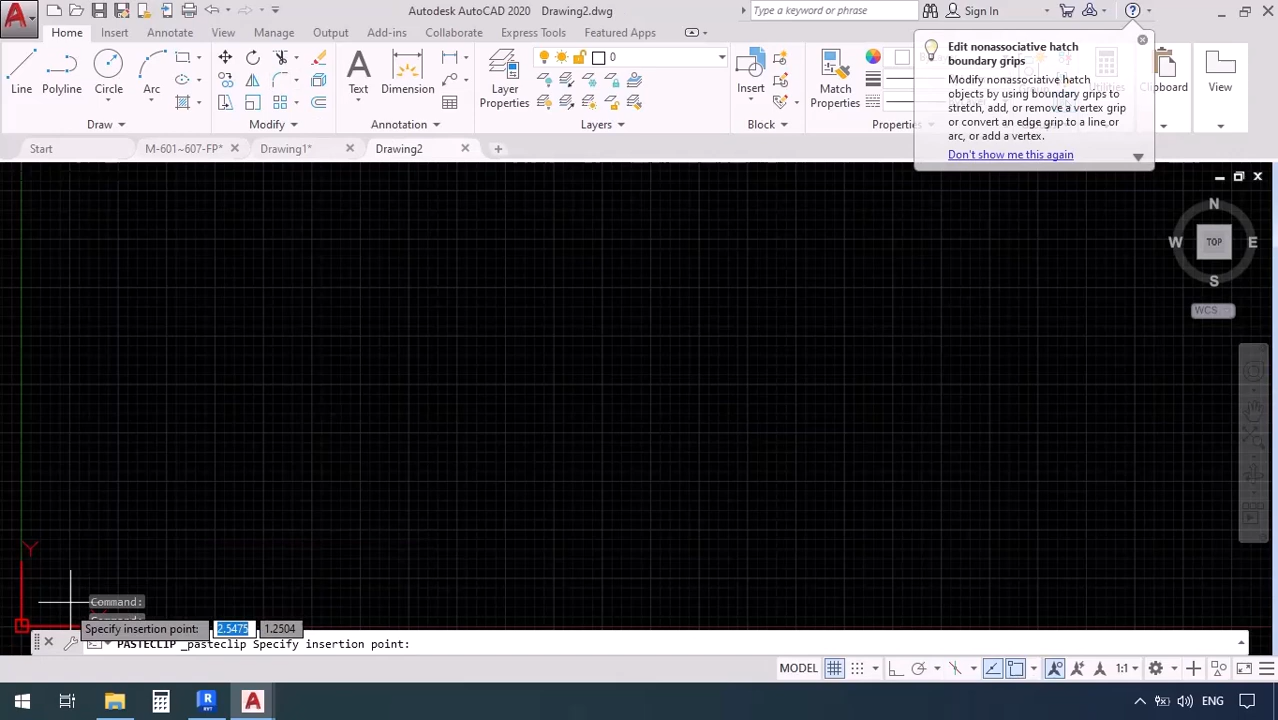 Autodesk AutoCAD 2020 Drawing2.dwg
Type a keyword or phrase
Sign In
Home
Insert
Annotate
View
Manage
Output
Add-ins
Collaborate
Express Tools
Featured Apps
Line
Polyline
Circle
Arc
Text
Dimension
Layer
Properties
0
Insert
Match
Properties
Utilities
Clipboard
View
Draw
Modify
Annotation
Layers
Block
Properties
Edit nonassociative hatch
boundary grips
Modify nonassociative hatch
objects by using boundary grips to
stretch, add, or remove a vertex grip
or convert an edge grip to a line or
arc, or add a vertex.
Don't show me this again
Start
M-601~607-FP*
Drawing1*
Drawing2
N
W
TOP
E
S
WCS
Y
Command:
Command:
Specify insertion point:
2.5475
1.2504
PASTECLIP _pasteclip Specify insertion point:
MODEL
1:1
ENG